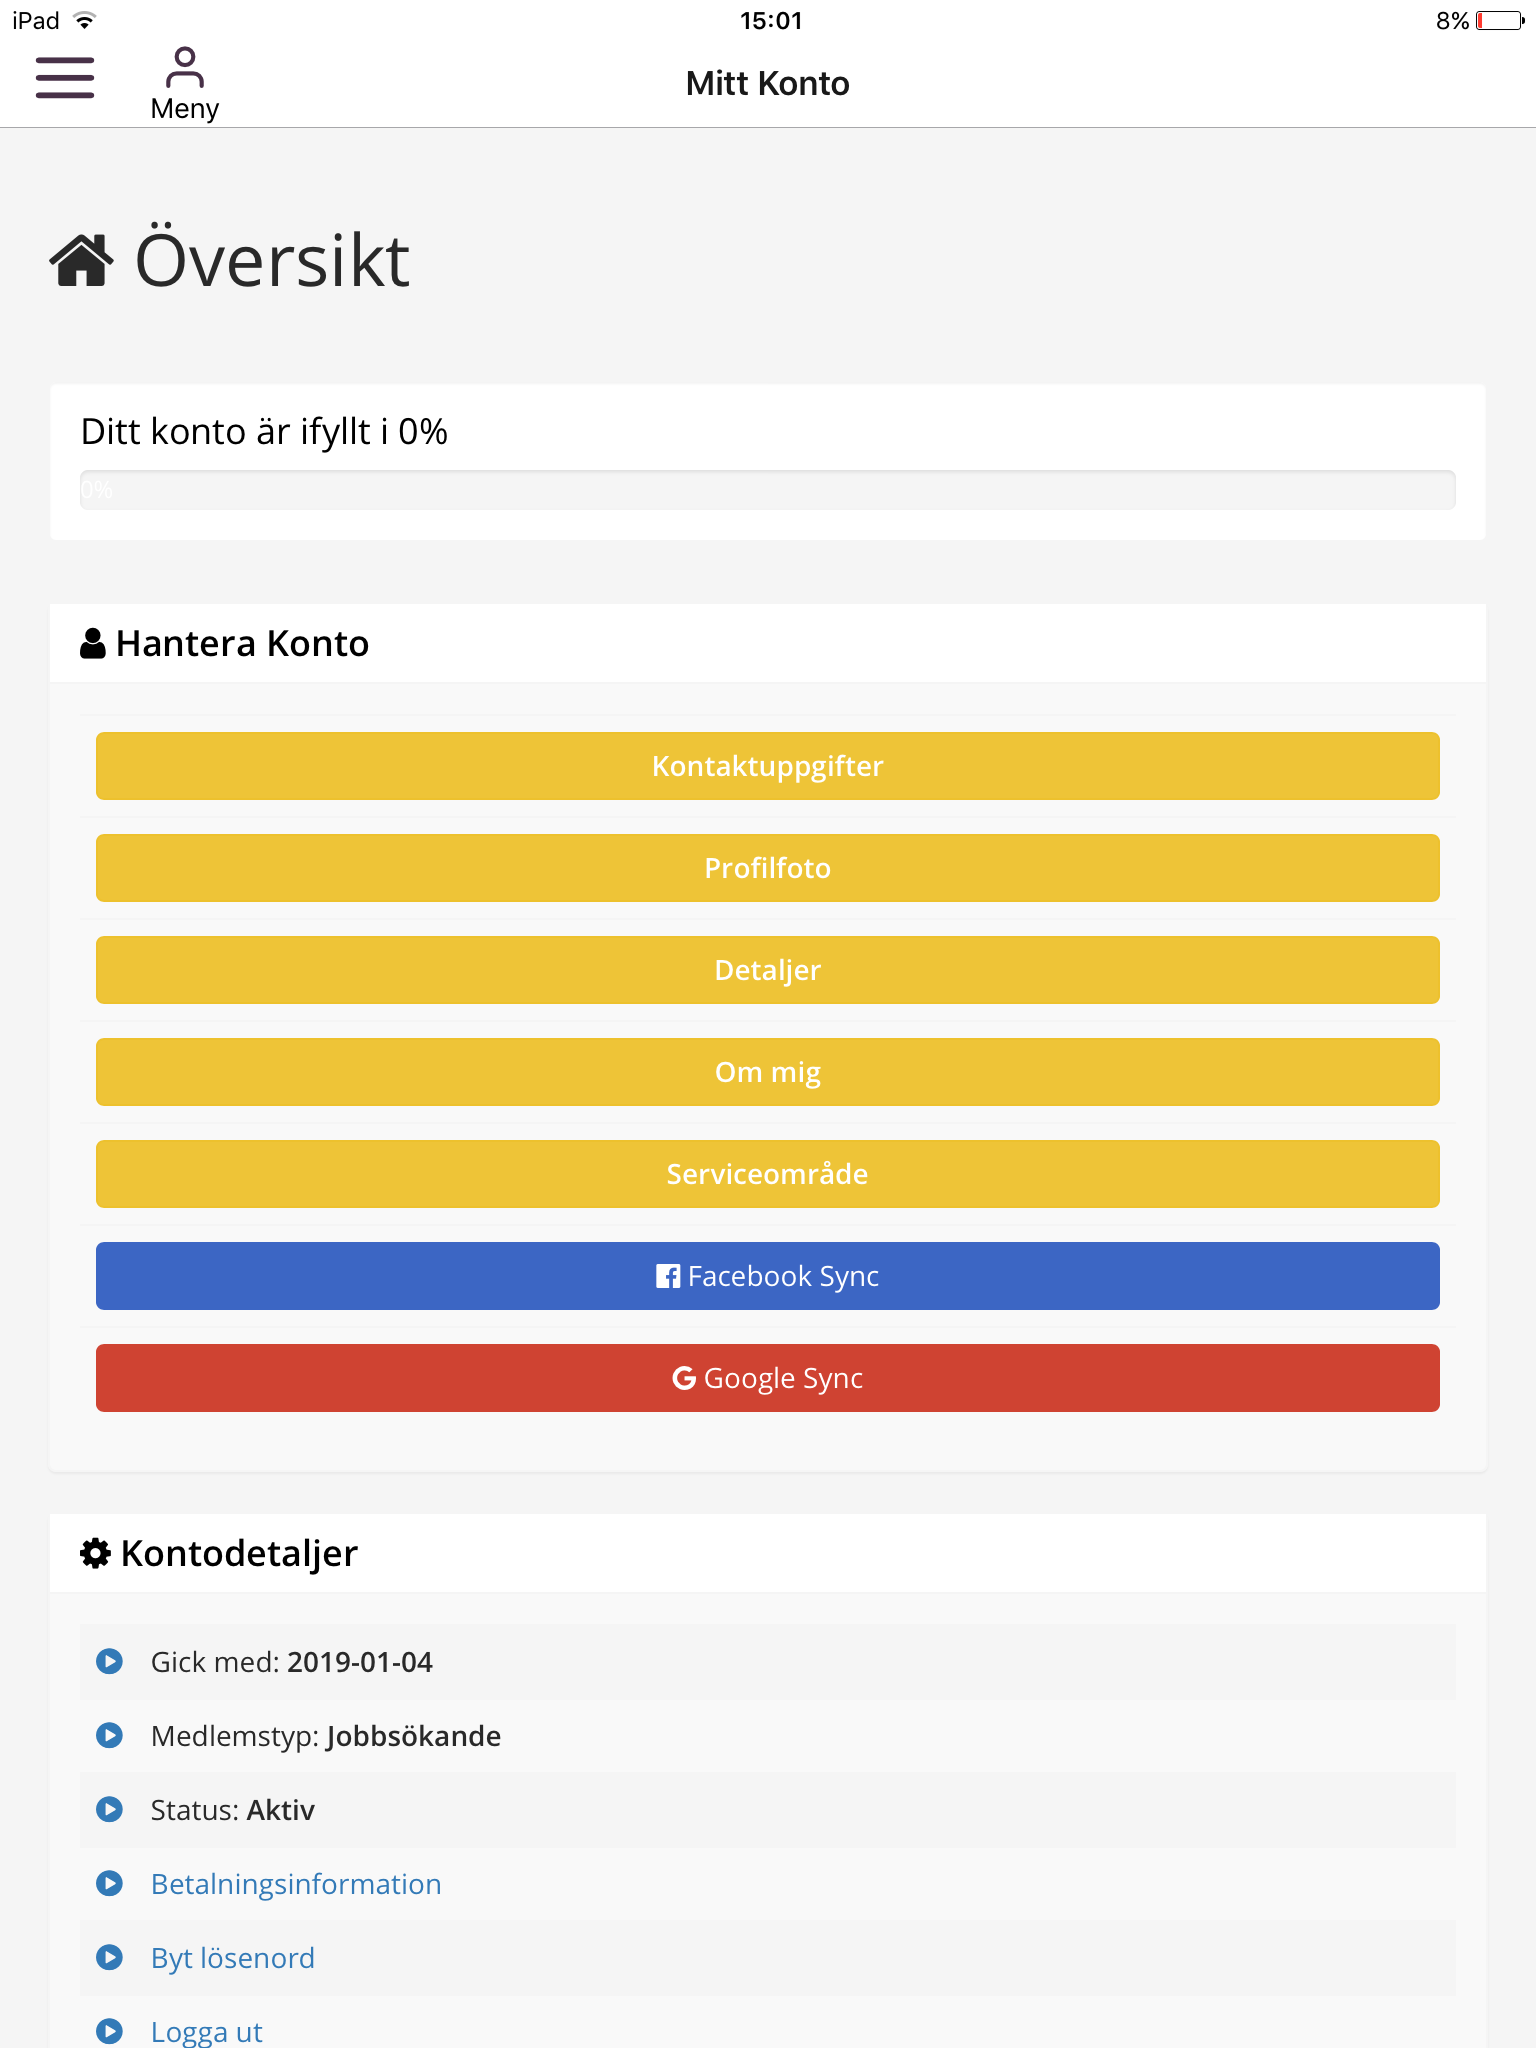 iPad 15:01 8%
Meny
Mitt Konto
Översikt
Ditt konto är ifyllt i 0%
0%
Hantera Konto
Kontaktuppgifter
Profilfoto
Detaljer
Om mig
Serviceområde
Facebook Sync
Google Sync
Kontodetaljer
Gick med: 2019-01-04
Medlemstyp: Jobbsökande
Status: Aktiv
Betalningsinformation
Byt lösenord
Logga ut